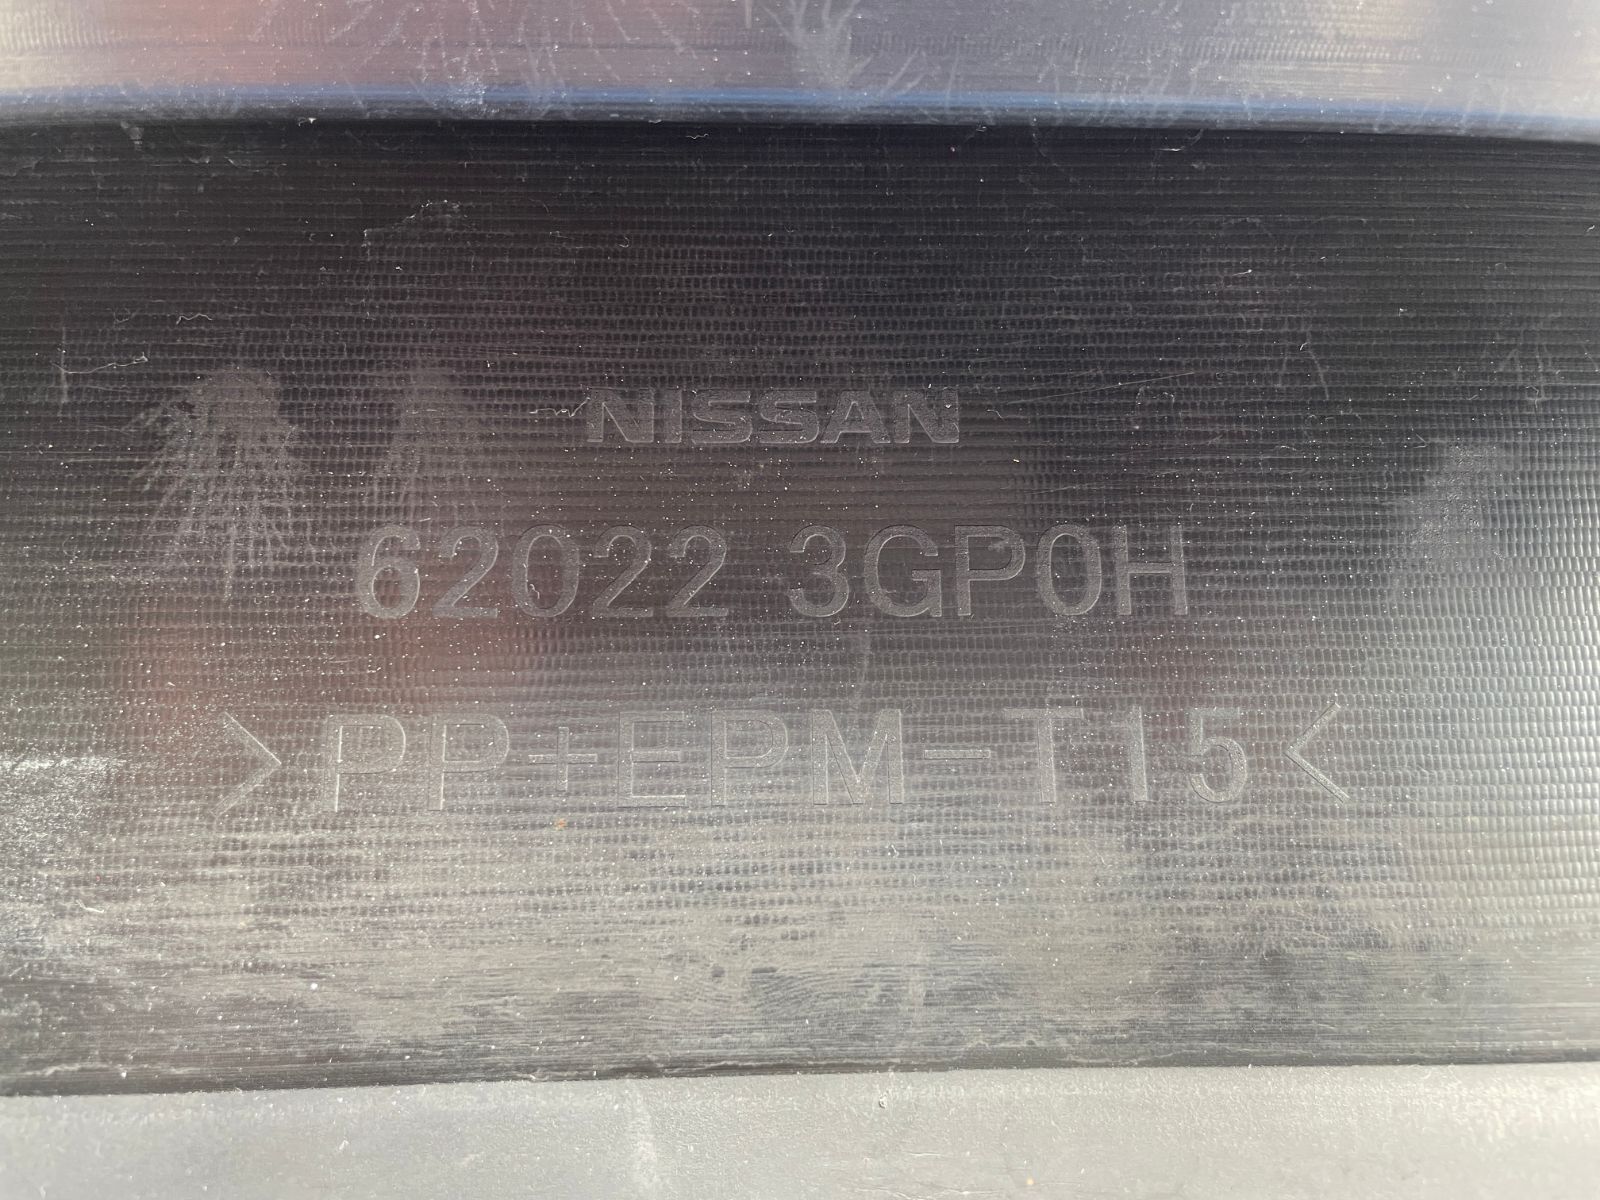 NISSAN
62022 3GP0H
>PP+EPM-T15<